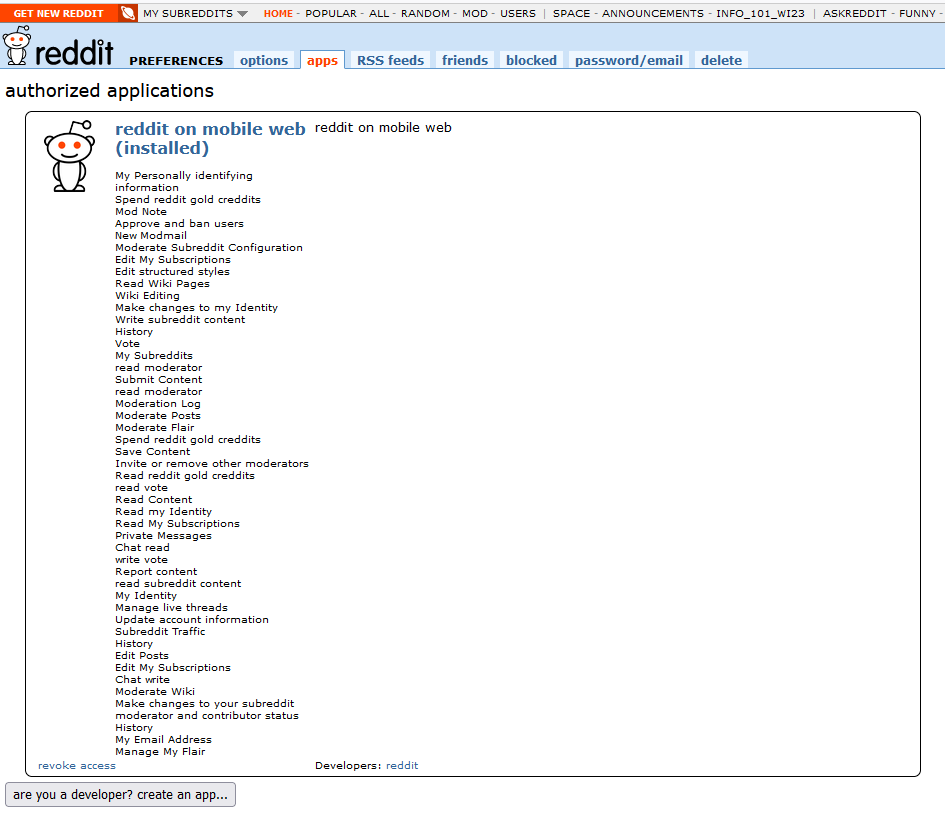 GET NEW REDDIT MY SUBREDDITS HOME - POPULAR - ALL - RANDOM - MOD - USERS | SPACE - ANNOUNCEMENTS - INFO_101_WI23 | ASKREDDIT - FUNNY -
reddit PREFERENCES options apps RSS feeds friends blocked password/email delete
authorized applications
reddit on mobile web reddit on mobile web
(installed)
My Personally identifying
information
Spend reddit gold creddits
Mod Note
Approve and ban users
New Modmail
Moderate Subreddit Configuration
Edit My Subscriptions
Edit structured styles
Read Wiki Pages
Wiki Editing
Make changes to my Identity
Write subreddit content
History
Vote
My Subreddits
read moderator
Submit Content
read moderator
Moderation Log
Moderate Posts
Moderate Flair
Spend reddit gold creddits
Save Content
Invite or remove other moderators
Read reddit gold creddits
read vote
Read Content
Read my Identity
Read My Subscriptions
Private Messages
Chat read
write vote
Report content
read subreddit content
My Identity
Manage live threads
Update account information
Subreddit Traffic
History
Edit Posts
Edit My Subscriptions
Chat write
Moderate Wiki
Make changes to your subreddit
moderator and contributor status
History
My Email Address
Manage My Flair
revoke access Developers: reddit
are you a developer? create an app...